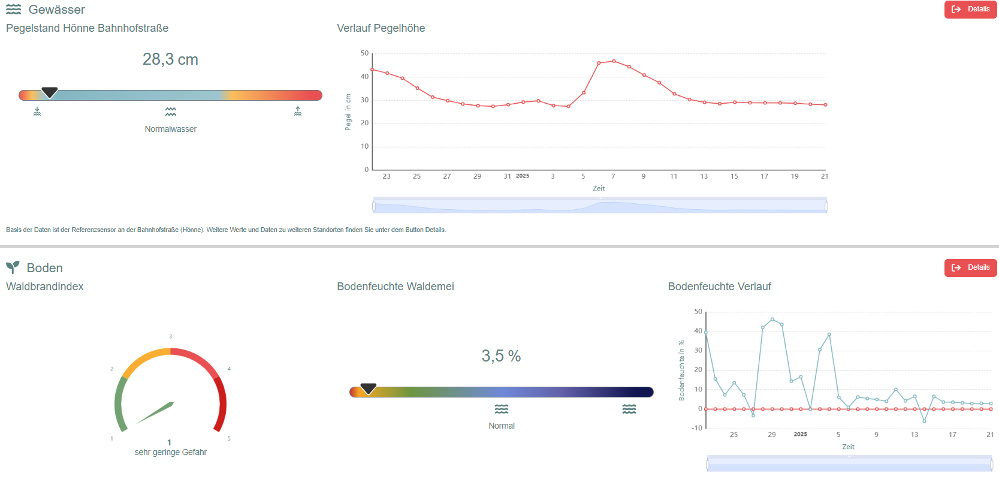 Gewässer
Details
Pegelstand Hönne Bahnhofstraße
28,3 cm
Normalwasser
Verlauf Pegelhöhe
50
40
30
20
10
0
Pegel in cm
23 25 27 29 31 2025 3 5 7 9 11 13 15 17 19 21
Zeit
Basis der Daten ist der Referenzsensor an der Bahnhofstraße (Hönne). Weitere Werte und Daten zu weiteren Standorten finden Sie unter dem Button Details.
Boden
Details
Waldbrandindex
1
2
3
4
5
1
sehr geringe Gefahr
Bodenfeuchte Waldemei
3,5 %
Normal
Bodenfeuchte Verlauf
50
40
30
20
10
0
-10
Bodenfeuchte in %
25 29 2025 5 9 13 17 21
Zeit